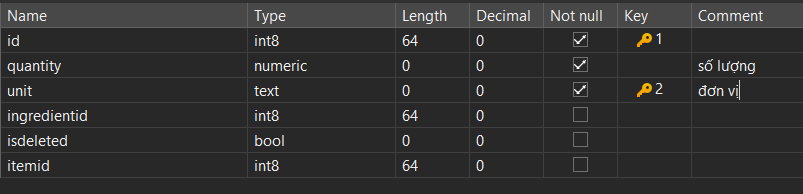 Name Type Length Decimal Not null Key Comment
id int8 64 0 1
quantity numeric 0 0 số lượng
unit text 0 0 2 đơn vị
ingredientid int8 64 0
isdeleted bool 0 0
itemid int8 64 0